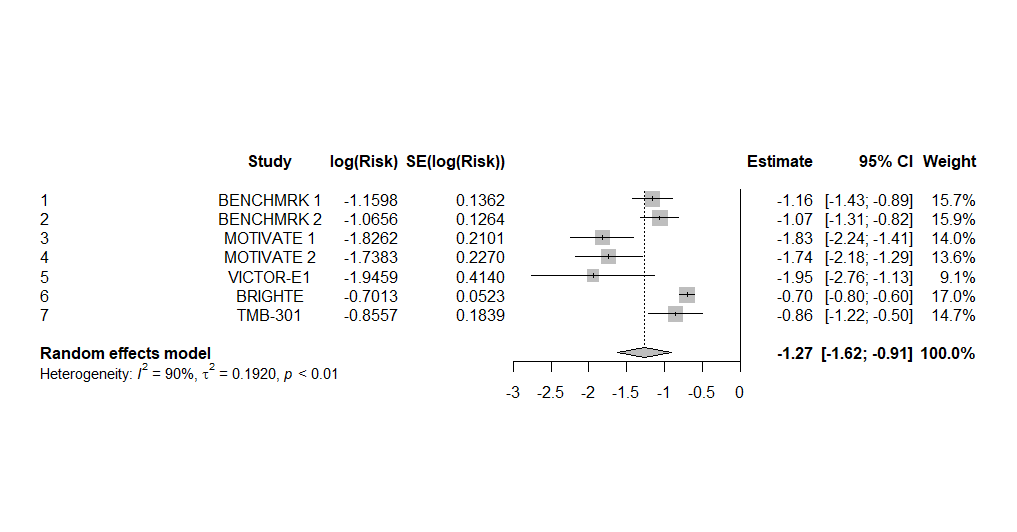 Study log(Risk) SE(log(Risk)) Estimate 95% CI Weight
1 BENCHMRK 1 -1.1598 0.1362 -1.16 [-1.43; -0.89] 15.7%
2 BENCHMRK 2 -1.0656 0.1264 -1.07 [-1.31; -0.82] 15.9%
3 MOTIVATE 1 -1.8262 0.2101 -1.83 [-2.24; -1.41] 14.0%
4 MOTIVATE 2 -1.7383 0.2270 -1.74 [-2.18; -1.29] 13.6%
5 VICTOR-E1 -1.9459 0.4140 -1.95 [-2.76; -1.13] 9.1%
6 BRIGHTE -0.7013 0.0523 -0.70 [-0.80; -0.60] 17.0%
7 TMB-301 -0.8557 0.1839 -0.86 [-1.22; -0.50] 14.7%
Random effects model -1.27 [-1.62; -0.91] 100.0%
Heterogeneity: I² = 90%, τ² = 0.1920, p < 0.01
-3 -2.5 -2 -1.5 -1 -0.5 0